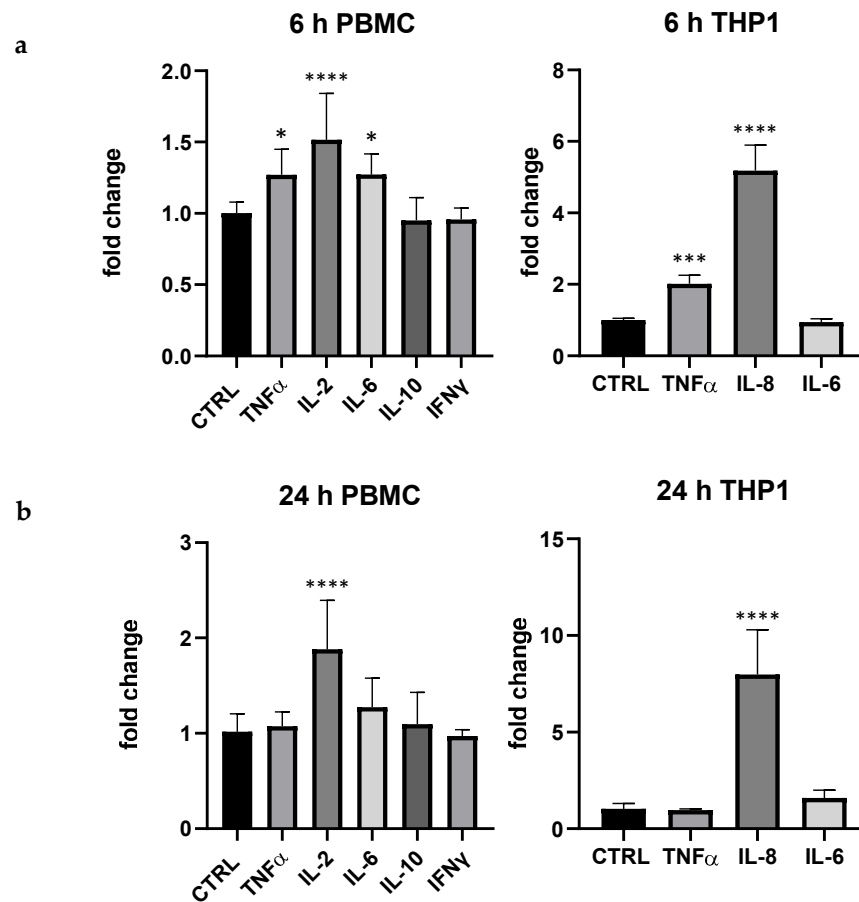 a
6 h PBMC
fold change
2.0
1.5
1.0
0.5
0.0
*
****
*
CTRL
TNFα
IL-2
IL-6
IL-10
IFNγ
6 h THP1
fold change
8
6
4
2
0
***
****
CTRL
TNFα
IL-8
IL-6
b
24 h PBMC
fold change
3
2
1
0
****
CTRL
TNFα
IL-2
IL-6
IL-10
IFNγ
24 h THP1
fold change
15
10
5
0
****
CTRL
TNFα
IL-8
IL-6